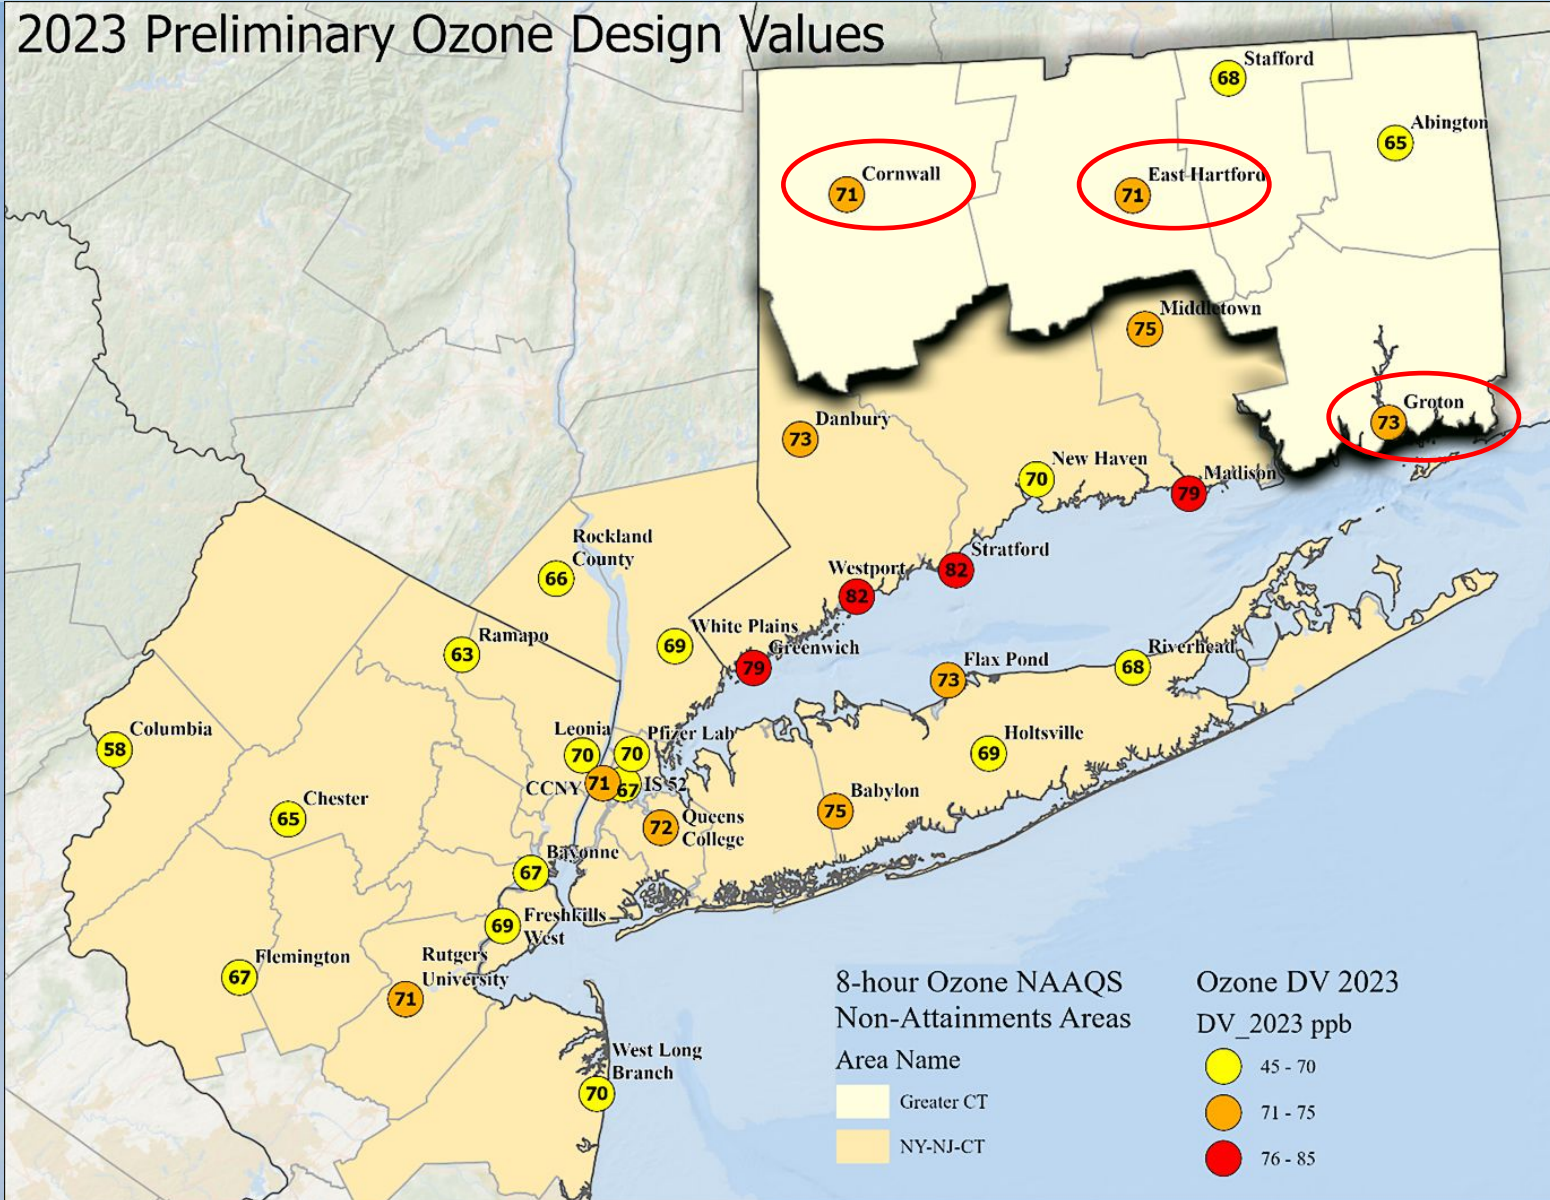 2023 Preliminary Ozone Design Values
Stafford
68
Abington
65
Cornwall
71
East Hartford
71
Middletown
75
Groton
73
Danbury
73
New Haven
70
Madison
79
Stratford
82
Westport
82
Rockland
County
66
White Plains
69
Greenwich
79
Ramapo
63
Flax Pond
73
Riverhead
68
Columbia
58
Leonia
70
Pfizer Lab
70
CCNY
71
IS 52
67
Holtsville
69
Chester
65
Babylon
75
Queens
College
72
Bayonne
67
Freshkills
West
69
Flemington
67
Rutgers
University
71
West Long
Branch
70
8-hour Ozone NAAQS
Non-Attainments Areas
Area Name
Greater CT
NY-NJ-CT
Ozone DV 2023
DV_2023 ppb
45 - 70
71 - 75
76 - 85